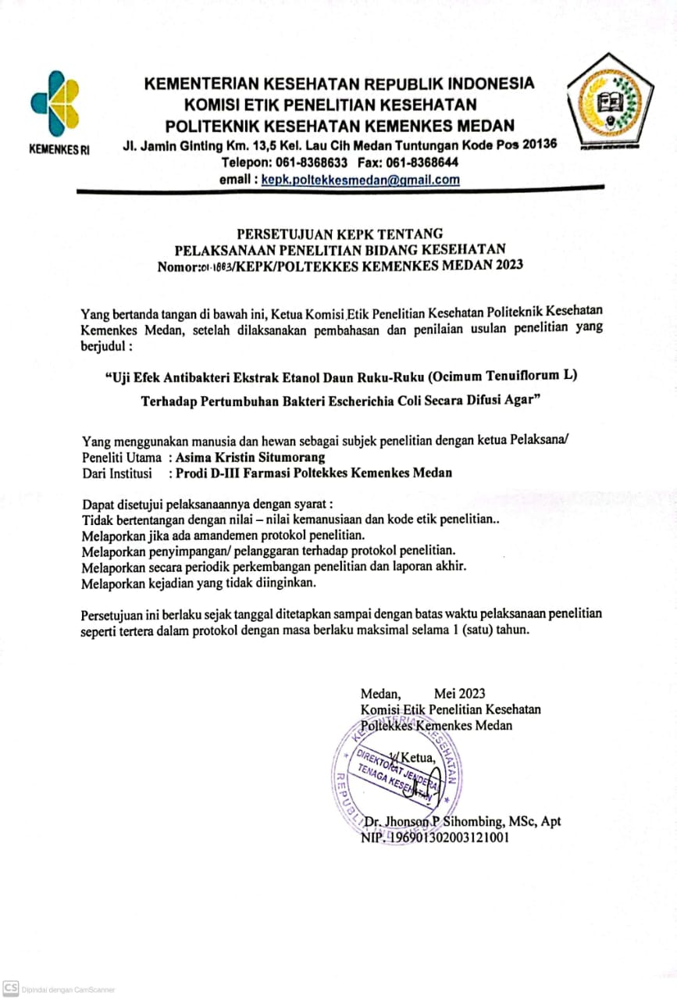 KEMENKES RI
KEMENTERIAN KESEHATAN REPUBLIK INDONESIA
KOMISI ETIK PENELITIAN KESEHATAN
POLITEKNIK KESEHATAN KEMENKES MEDAN
Jl. Jamin Ginting Km. 13,5 Kel. Lau Cih Medan Tuntungan Kode Pos 20136
Telepon: 061-8368633 Fax: 061-8368644
email : kepk.poltekkesmedan@gmail.com
POLITEKNIK KESEHATAN MEDAN
PERSETUJUAN KEPK TENTANG
PELAKSANAAN PENELITIAN BIDANG KESEHATAN
Nomor:01.1883/KEPK/POLTEKKES KEMENKES MEDAN 2023
Yang bertanda tangan di bawah ini, Ketua Komisi Etik Penelitian Kesehatan Politeknik Kesehatan
Kemenkes Medan, setelah dilaksanakan pembahasan dan penilaian usulan penelitian yang
berjudul :
“Uji Efek Antibakteri Ekstrak Etanol Daun Ruku-Ruku (Ocimum Tenuiflorum L)
Terhadap Pertumbuhan Bakteri Escherichia Coli Secara Difusi Agar”
Yang menggunakan manusia dan hewan sebagai subjek penelitian dengan ketua Pelaksana/
Peneliti Utama : Asima Kristin Situmorang
Dari Institusi : Prodi D-III Farmasi Poltekkes Kemenkes Medan
Dapat disetujui pelaksanaannya dengan syarat :
Tidak bertentangan dengan nilai – nilai kemanusiaan dan kode etik penelitian..
Melaporkan jika ada amandemen protokol penelitian.
Melaporkan penyimpangan/ pelanggaran terhadap protokol penelitian.
Melaporkan secara periodik perkembangan penelitian dan laporan akhir.
Melaporkan kejadian yang tidak diinginkan.
Persetujuan ini berlaku sejak tanggal ditetapkan sampai dengan batas waktu pelaksanaan penelitian
seperti tertera dalam protokol dengan masa berlaku maksimal selama 1 (satu) tahun.
Medan, Mei 2023
Komisi Etik Penelitian Kesehatan
Poltekkes Kemenkes Medan
Ketua,
KEMENTERIAN KESEHATAN
DIREKTORAT JENDERAL
TENAGA KESEHATAN
REPUBLIK INDONESIA
Dr. Jhonson P Sihombing, MSc, Apt
NIP. 196901302003121001
CS Dipindai dengan CamScanner